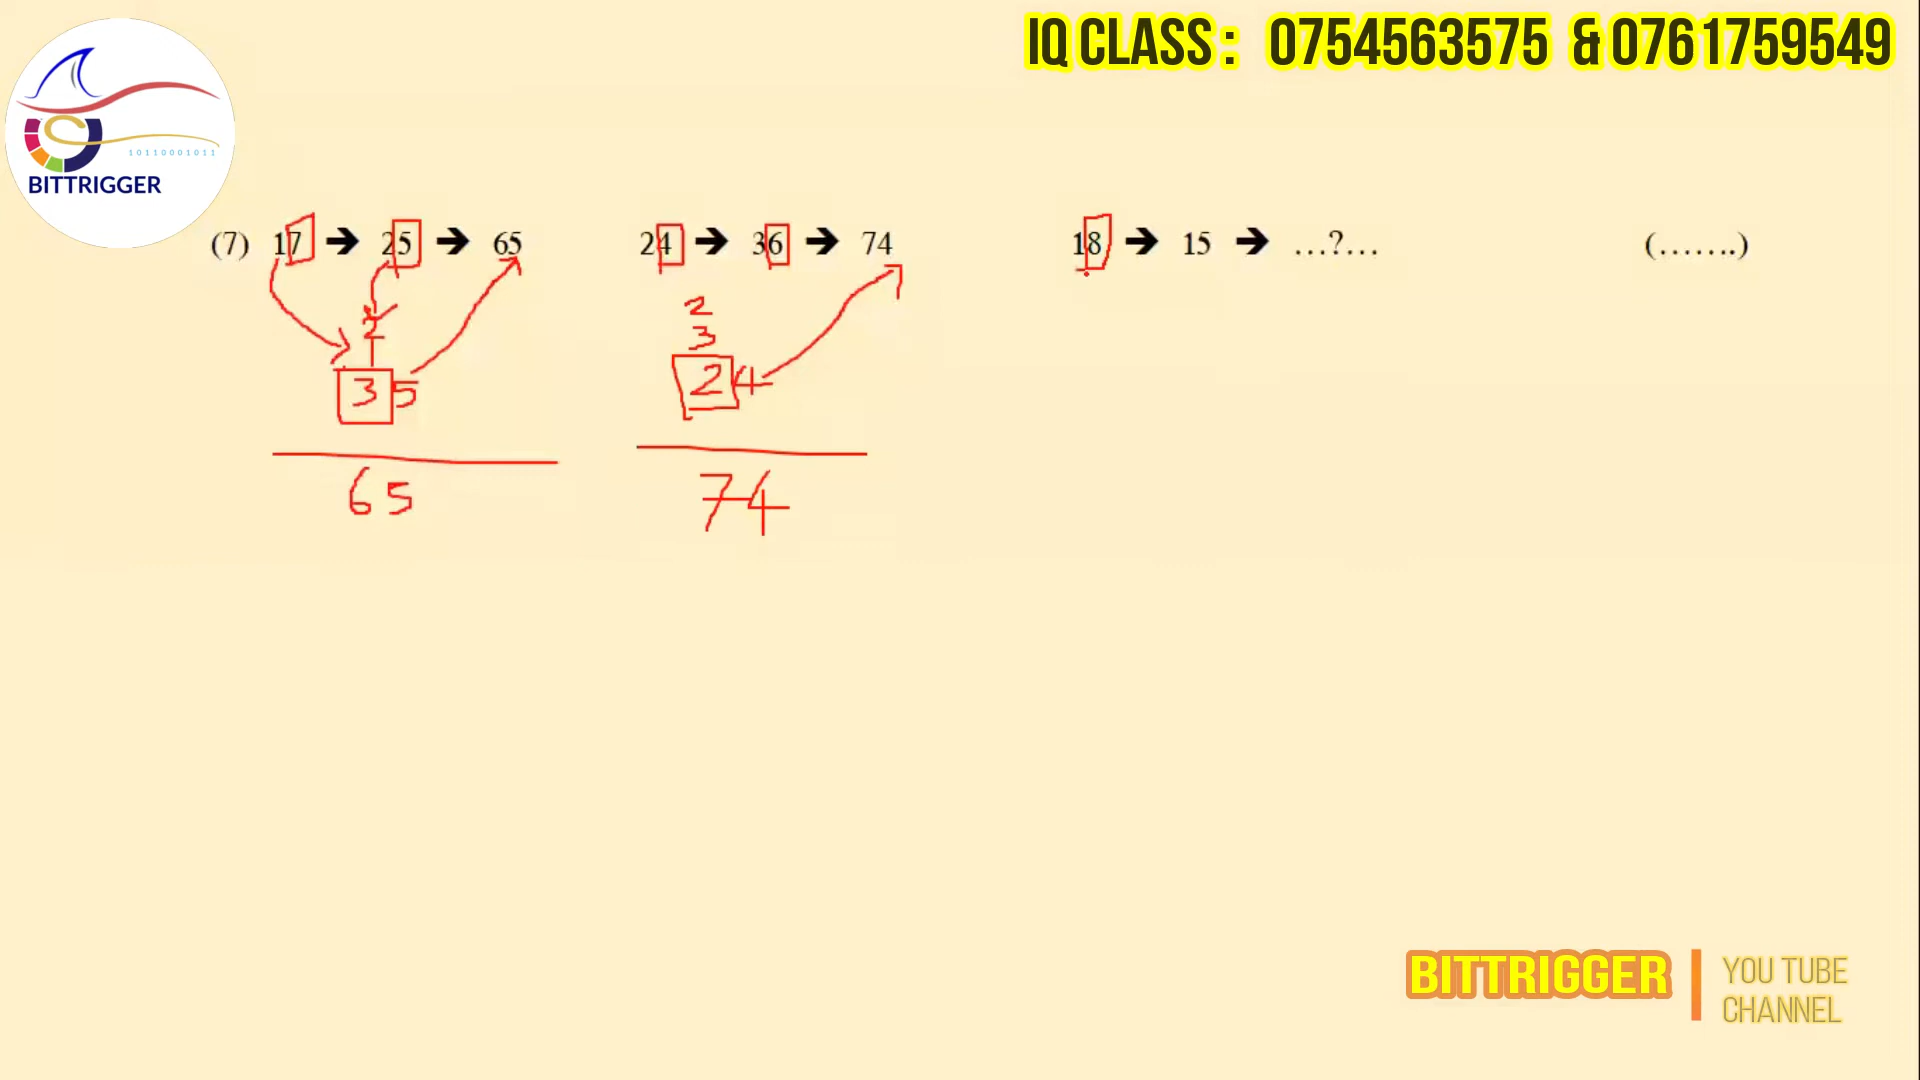 IQ CLASS : 0754563575 & 0761759549
10110001011
BITTRIGGER
(7) 17 ➔ 25 ➔ 65 24 ➔ 36 ➔ 74 18 ➔ 15 ➔ …?… (…….)
2
3
2
35
24
65
74
BITTRIGGER
YOU TUBE
CHANNEL